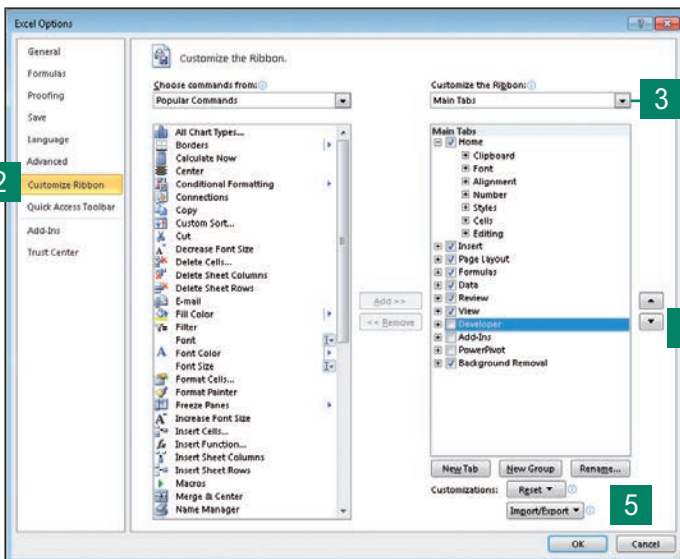 Excel Options
General
Formulas
Proofing
Save
Language
Advanced
2
Customize Ribbon
Quick Access Toolbar
Add-Ins
Trust Center
Customize the Ribbon.
Choose commands from:
Popular Commands
All Chart Types...
Borders
Calculate Now
Center
Conditional Formatting
Connections
Copy
Custom Sort...
Cut
Decrease Font Size
Delete Cells...
Delete Sheet Columns
Delete Sheet Rows
E-mail
Fill Color
Filter
Font
Font Color
Font Size
Format Cells...
Format Painter
Freeze Panes
Increase Font Size
Insert Cells...
Insert Function...
Insert Sheet Columns
Insert Sheet Rows
Macros
Merge & Center
Name Manager
Add >>
<< Remove
Customize the Ribbon:
Main Tabs
3
Main Tabs
Home
Clipboard
Font
Alignment
Number
Styles
Cells
Editing
Insert
Page Layout
Formulas
Data
Review
View
Developer
Add-Ins
PowerPivot
Background Removal
New Tab
New Group
Rename...
Customizations:
Reset
Import/Export
5
OK
Cancel